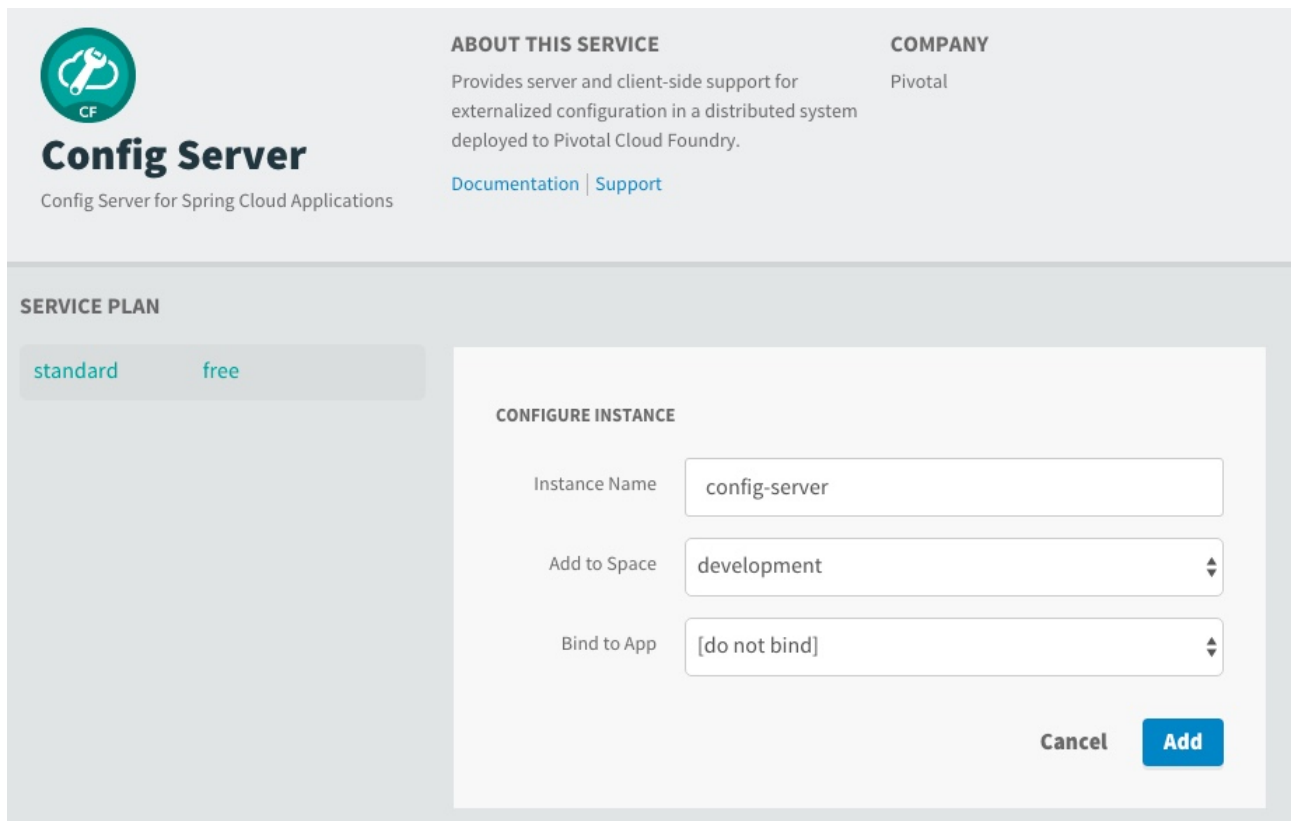 CF
Config Server
Config Server for Spring Cloud Applications
ABOUT THIS SERVICE
Provides server and client-side support for
externalized configuration in a distributed system
deployed to Pivotal Cloud Foundry.
Documentation | Support
COMPANY
Pivotal
SERVICE PLAN
standard free
CONFIGURE INSTANCE
Instance Name config-server
Add to Space development
Bind to App [do not bind]
Cancel Add